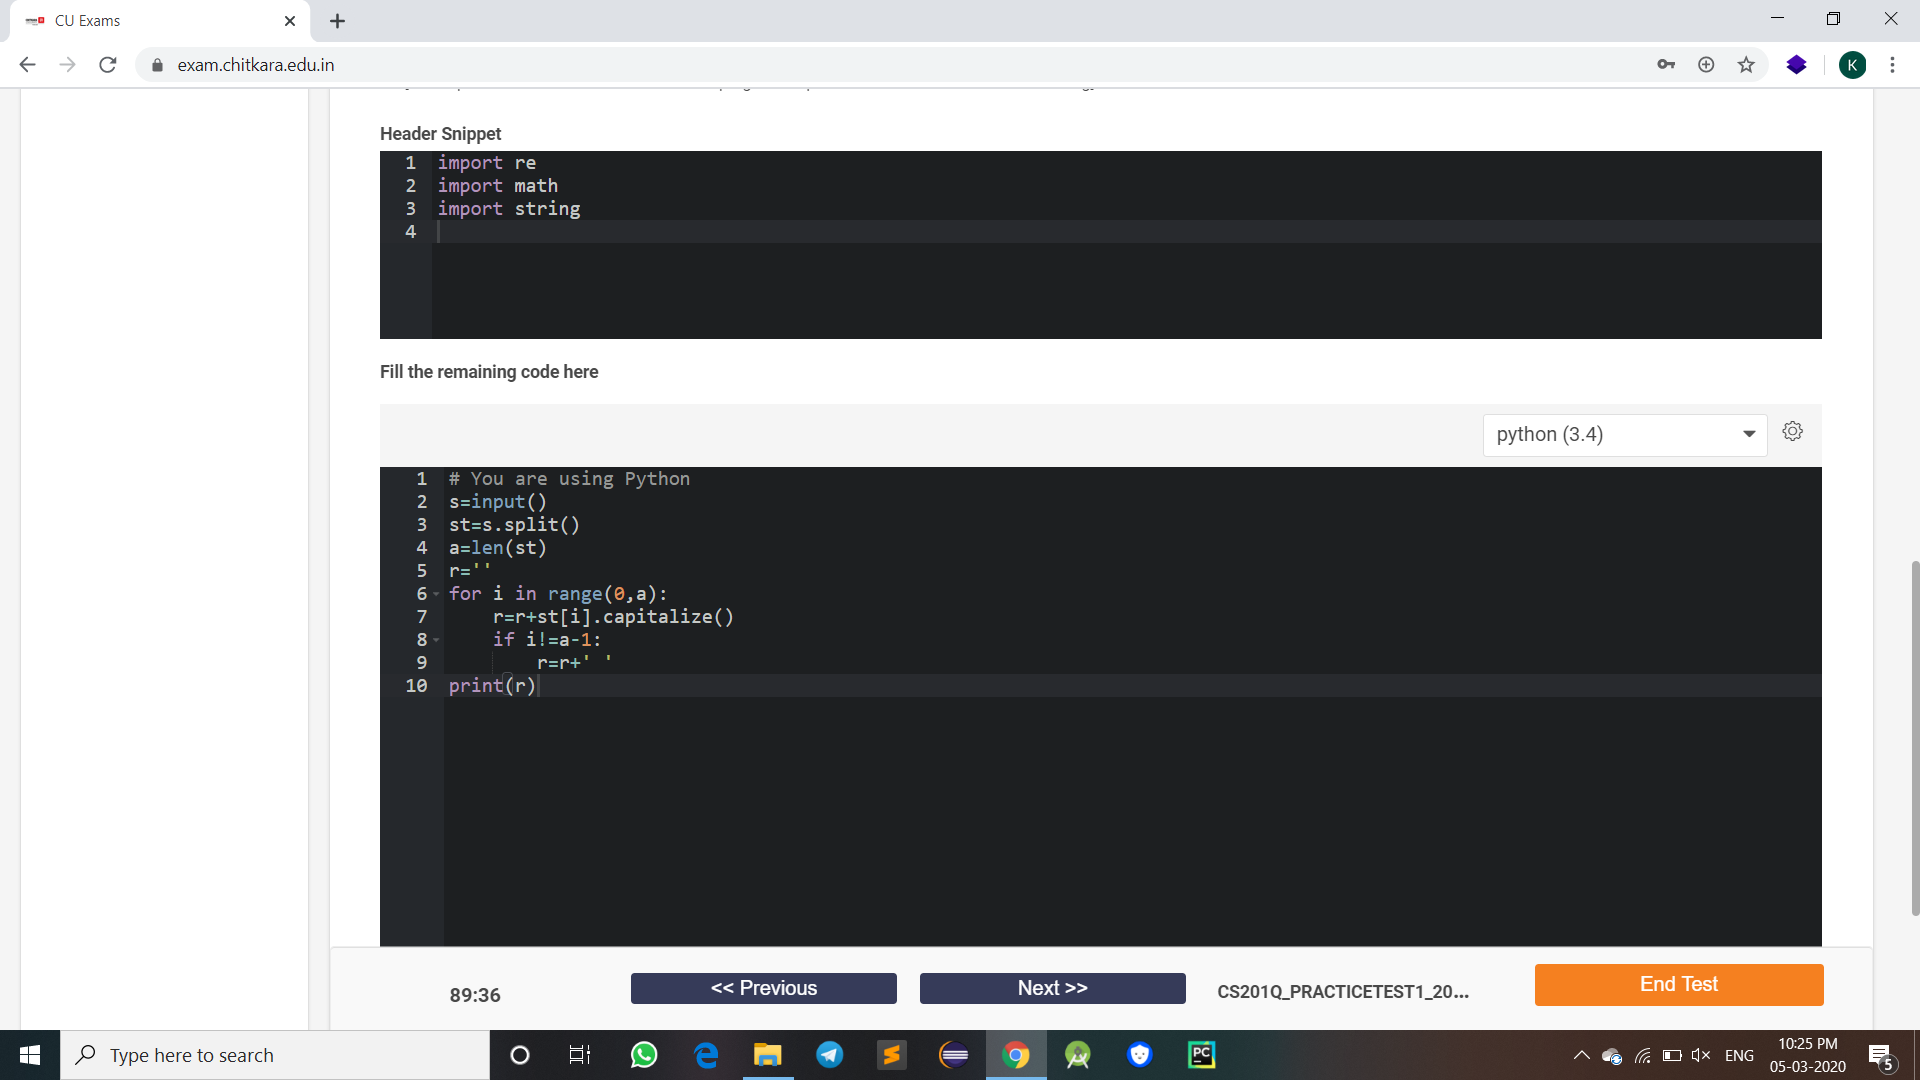 CU Exams
exam.chitkara.edu.in
K
Header Snippet
1 import re
2 import math
3 import string
4
Fill the remaining code here
python (3.4)
1 # You are using Python
2 s=input()
3 st=s.split()
4 a=len(st)
5 r=''
6 for i in range(0,a):
7     r=r+st[i].capitalize()
8     if i!=a-1:
9         r=r+' '
10 print(r)
89:36
<< Previous
Next >>
CS201Q_PRACTICETEST1_20...
End Test
Type here to search
PC
ENG
10:25 PM
05-03-2020
5